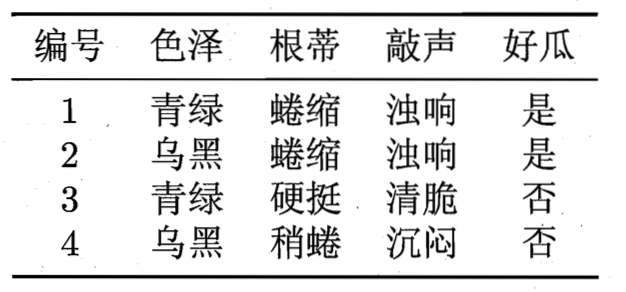 编号 色泽 根蒂 敲声 好瓜
1 青绿 蜷缩 浊响 是
2 乌黑 蜷缩 浊响 是
3 青绿 硬挺 清脆 否
4 乌黑 稍蜷 沉闷 否